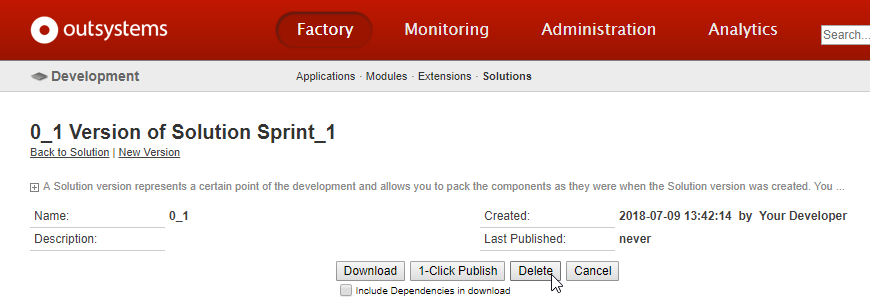 outsystems Factory Monitoring Administration Analytics Search...
Development Applications · Modules · Extensions · Solutions
0_1 Version of Solution Sprint_1
Back to Solution | New Version
A Solution version represents a certain point of the development and allows you to pack the components as they were when the Solution version was created. You ...
Name: 0_1 Created: 2018-07-09 13:42:14 by Your Developer
Description: Last Published: never
Download 1-Click Publish Delete Cancel
Include Dependencies in download